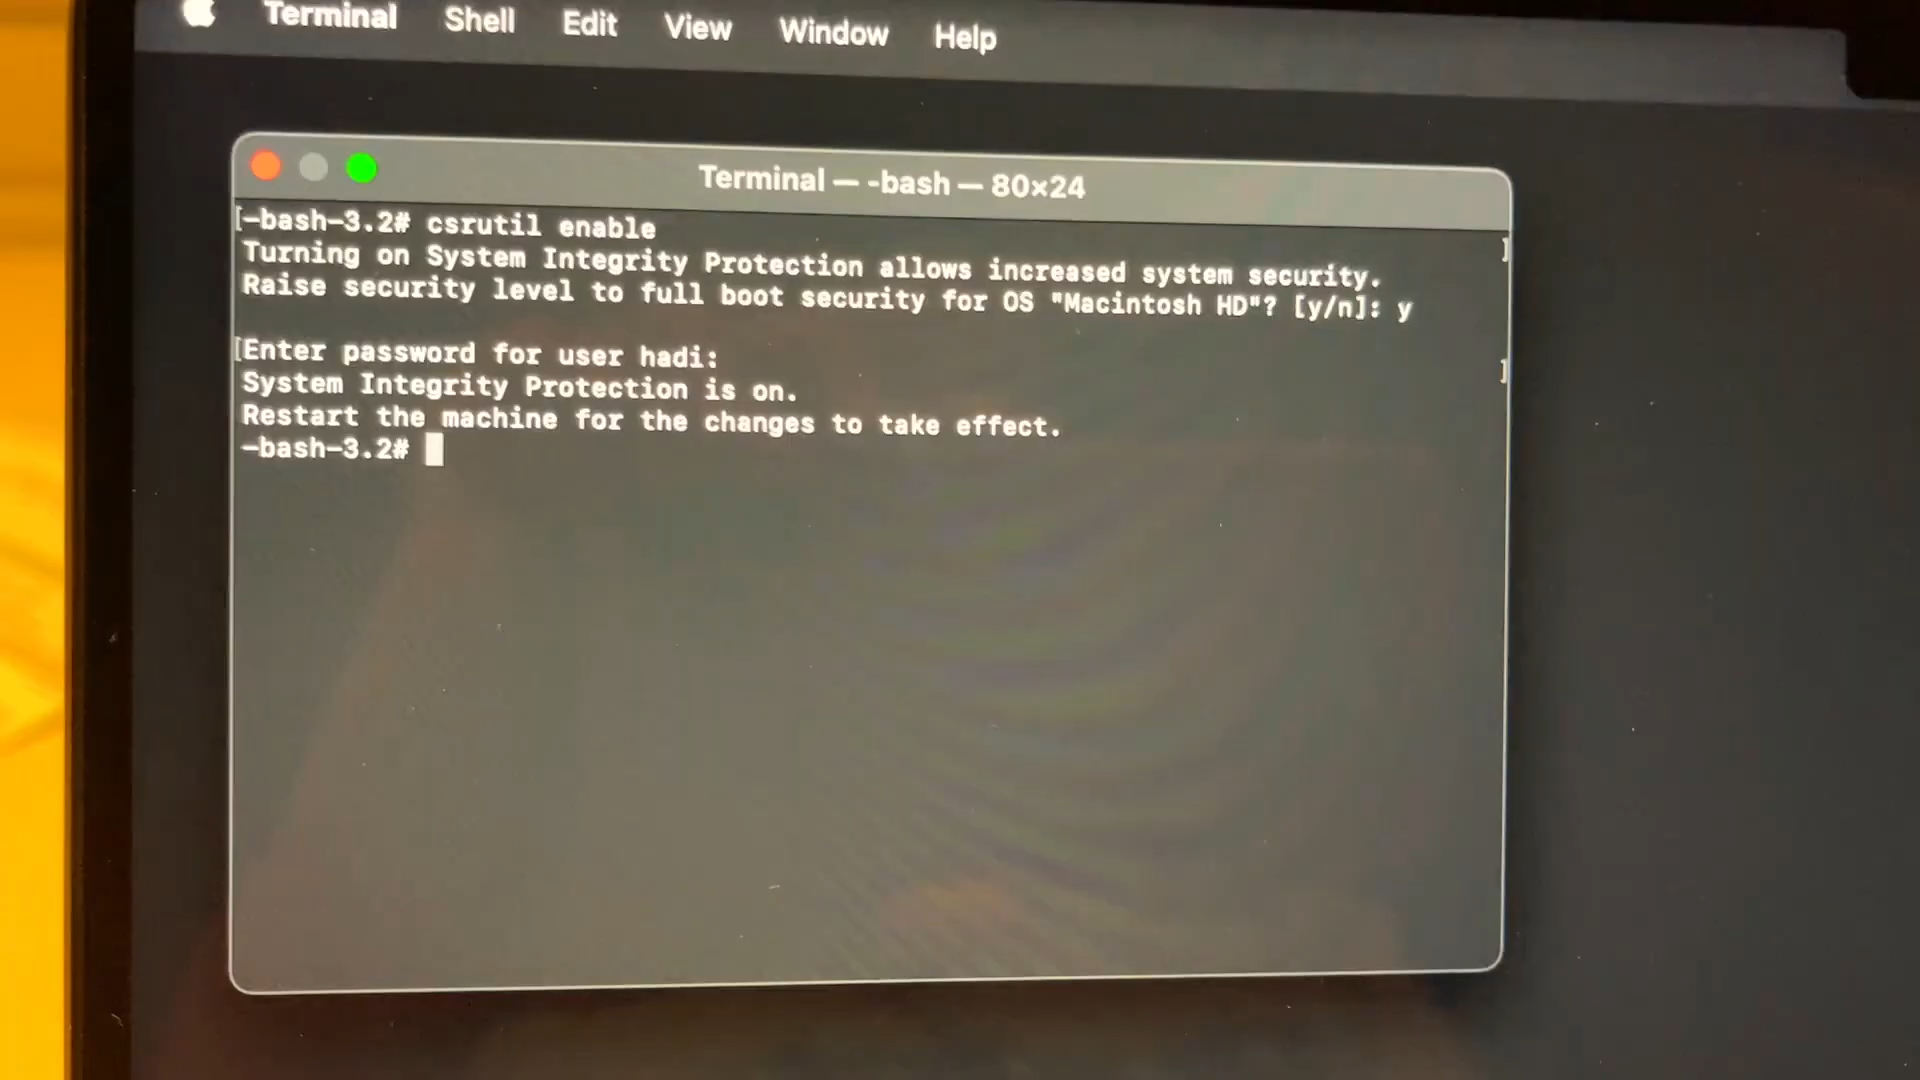 Terminal Shell Edit View Window Help
Terminal — -bash — 80×24
[-bash-3.2# csrutil enable ]
Turning on System Integrity Protection allows increased system security.
Raise security level to full boot security for OS "Macintosh HD"? [y/n]: y
[Enter password for user hadi: ]
System Integrity Protection is on.
Restart the machine for the changes to take effect.
-bash-3.2#